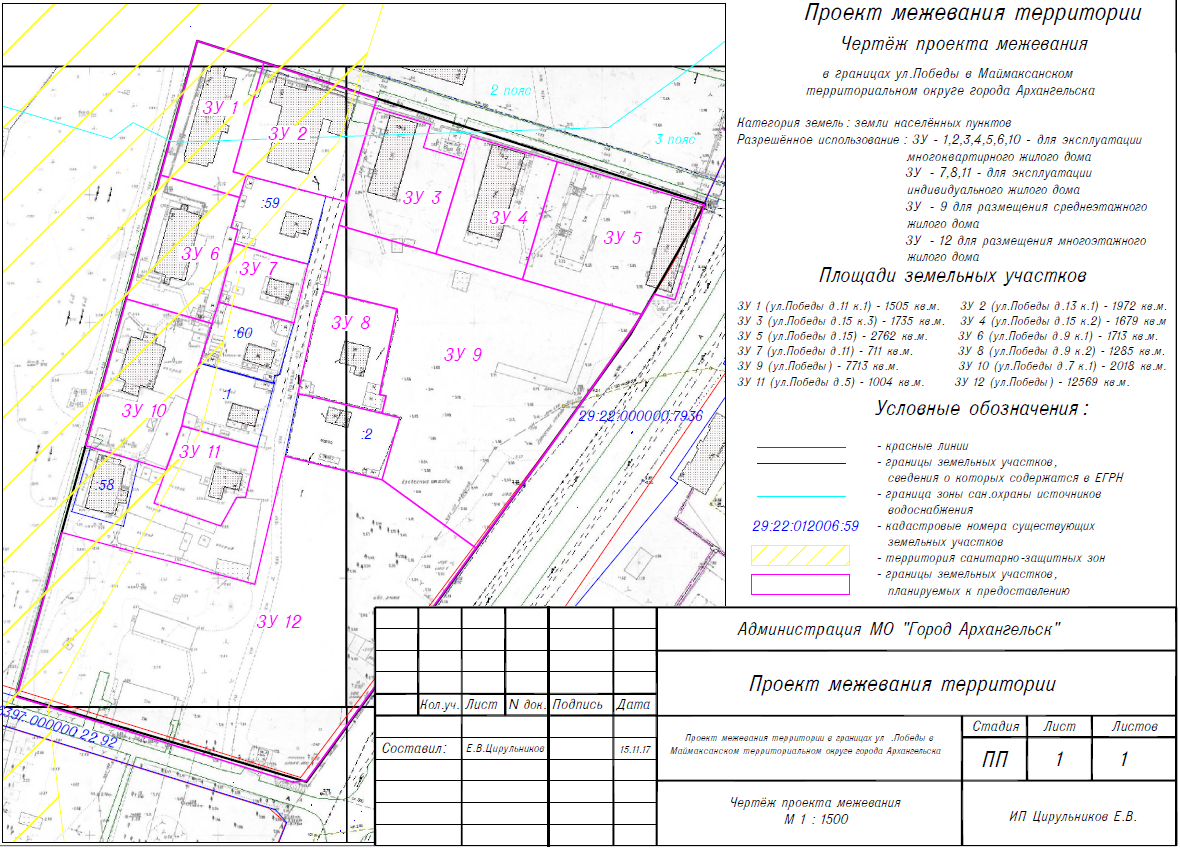 Проект межевания территории
Чертёж проекта межевания
в границах ул.Победы в Маймаксанском
территориальном округе города Архангельска
Категория земель: земли населённых пунктов
Разрешённое использование : ЗУ - 1,2,3,4,5,6,10 - для эксплуатации
многоквартирного жилого дома
ЗУ - 7,8,11 - для эксплуатации
индивидуального жилого дома
ЗУ - 9 для размещения среднеэтажного
жилого дома
ЗУ - 12 для размещения многоэтажного
жилого дома
Площади земельных участков
ЗУ 1 (ул.Победы д.11 к.1) - 1505 кв.м. ЗУ 2 (ул.Победы д.13 к.1) - 1972 кв.м.
ЗУ 3 (ул.Победы д.15 к.3) - 1735 кв.м. ЗУ 4 (ул.Победы д.15 к.2) - 1679 кв.м
ЗУ 5 (ул.Победы д.15) - 2762 кв.м. ЗУ 6 (ул.Победы д.9 к.1) - 1713 кв.м.
ЗУ 7 (ул.Победы д.11) - 711 кв.м. ЗУ 8 (ул.Победы д.9 к.2) - 1285 кв.м.
ЗУ 9 (ул.Победы ) - 7713 кв.м. ЗУ 10 (ул.Победы д.7 к.1) - 2018 кв.м.
ЗУ 11 (ул.Победы д.5) - 1004 кв.м. ЗУ 12 (ул.Победы) - 12569 кв.м.
Условные обозначения :
- красные линии
- границы земельных участков,
сведения о которых содержатся в ЕГРН
- граница зоны сан.охраны источников
водоснабжения
29:22:012006:59 - кадастровые номера существующих
земельных участков
- территория санитарно-защитных зон
- границы земельных участков,
планируемых к предоставлению
2 пояс
3 пояс
ЗУ 1
ЗУ 2
ЗУ 3
ЗУ 4
ЗУ 5
:59
ЗУ 6
ЗУ 7
:60
ЗУ 8
ЗУ 9
:1
ЗУ 10
29:22:000000:7936
:2
ЗУ 11
:58
ЗУ 12
Администрация МО "Город Архангельск"
Проект межевания территории
Кол.уч. Лист N док. Подпись Дата
Составил: Е.В.Цирульников 15.11.17
Проект межевания территории в границах ул .Победы в
Маймаксанском территориальном округе города Архангельска
Стадия Лист Листов
ПП 1 1
Чертёж проекта межевания
М 1 : 1500
ИП Цирульников Е.В.